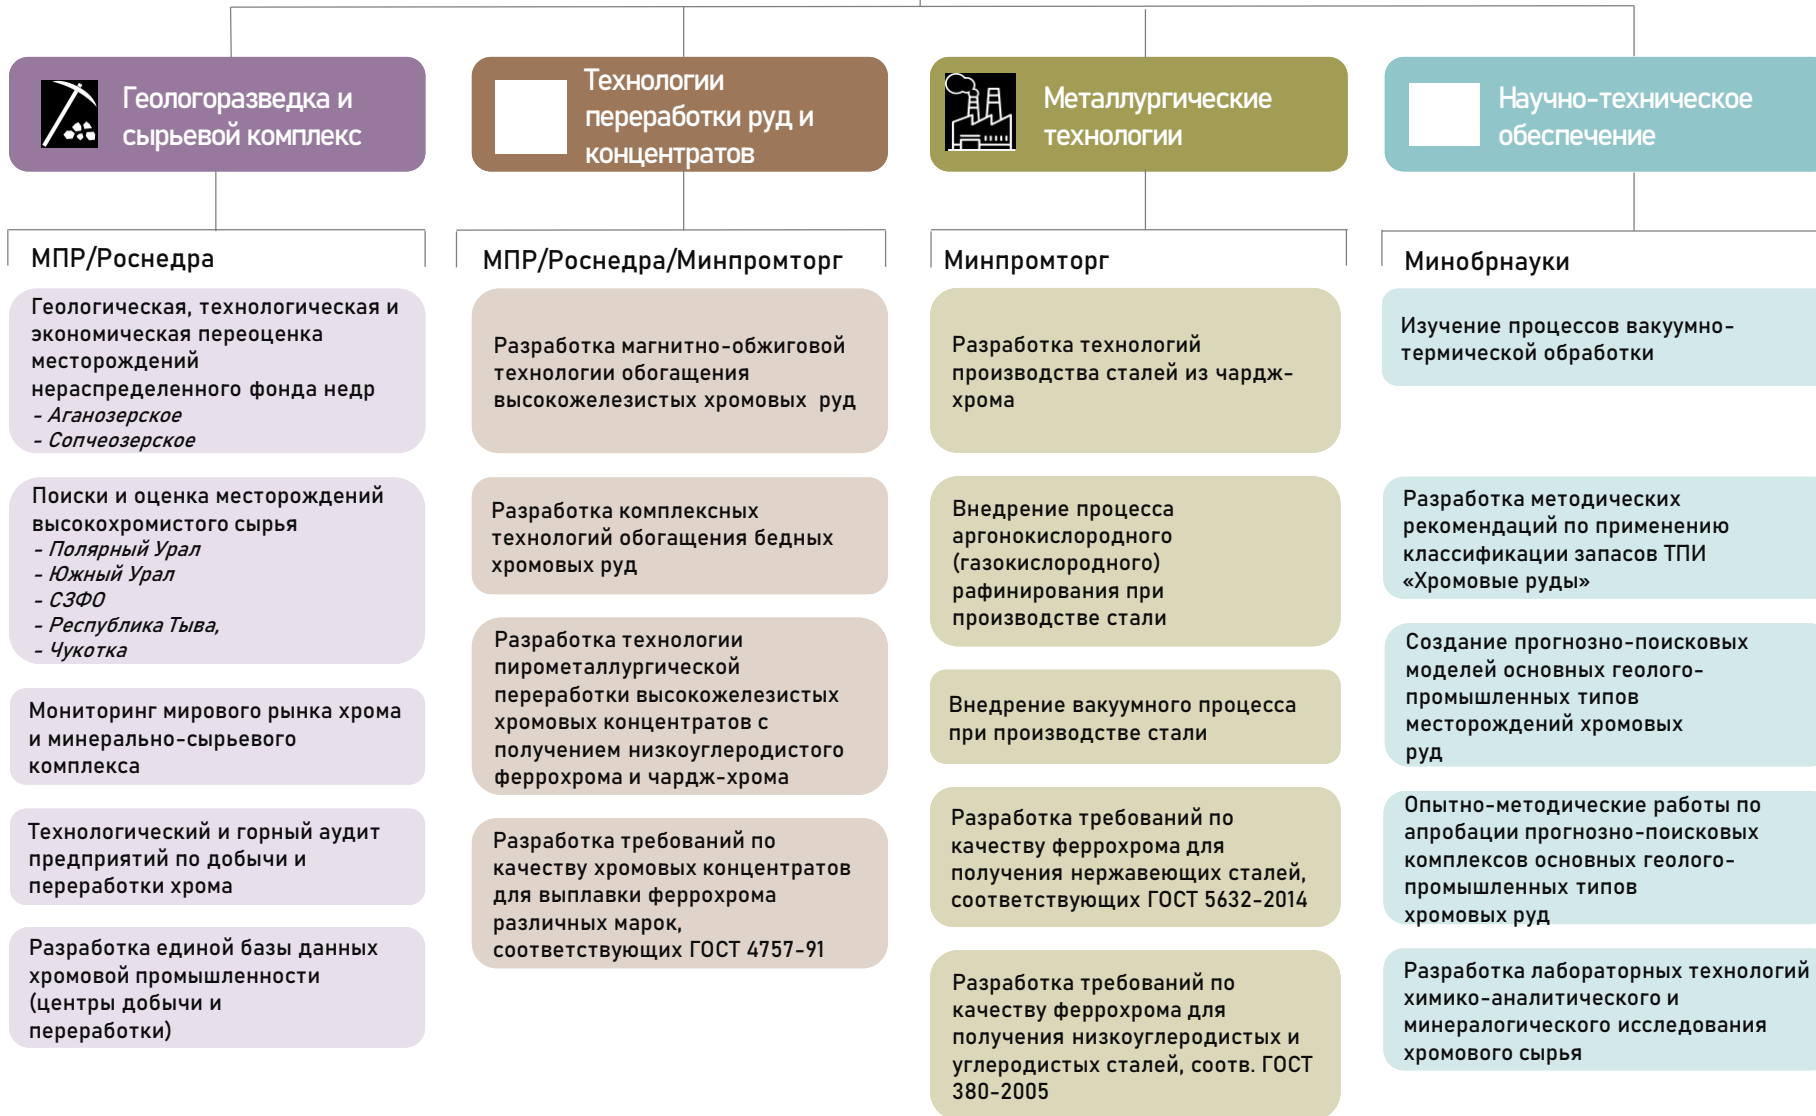 Геологоразведка и
сырьевой комплекс
МПР/Роснедра
Геологическая, технологическая и
экономическая переоценка
месторождений
нераспределенного фонда недр
- Аганозерское
- Сопчеозерское
Поиски и оценка месторождений
высокохромистого сырья
- Полярный Урал
- Южный Урал
- СЗФО
- Республика Тыва,
- Чукотка
Мониторинг мирового рынка хрома
и минерально-сырьевого
комплекса
Технологический и горный аудит
предприятий по добычи и
переработки хрома
Разработка единой базы данных
хромовой промышленности
(центры добычи и
переработки)
Технологии
переработки руд и
концентратов
МПР/Роснедра/Минпромторг
Разработка магнитно-обжиговой
технологии обогащения
высокожелезистых хромовых руд
Разработка комплексных
технологий обогащения бедных
хромовых руд
Разработка технологии
пирометаллургической
переработки высокожелезистых
хромовых концентратов с
получением низкоуглеродистого
феррохрома и чардж-хрома
Разработка требований по
качеству хромовых концентратов
для выплавки феррохрома
различных марок,
соответствующих ГОСТ 4757-91
Металлургические
технологии
Минпромторг
Разработка технологий
производства сталей из чардж-
хрома
Внедрение процесса
аргонокислородного
(газокислородного)
рафинирования при
производстве стали
Внедрение вакуумного процесса
при производстве стали
Разработка требований по
качеству феррохрома для
получения нержавеющих сталей,
соответствующих ГОСТ 5632-2014
Разработка требований по
качеству феррохрома для
получения низкоуглеродистых и
углеродистых сталей, соотв. ГОСТ
380-2005
Научно-техническое
обеспечение
Минобрнауки
Изучение процессов вакуумно-
термической обработки
Разработка методических
рекомендаций по применению
классификации запасов ТПИ
«Хромовые руды»
Создание прогнозно-поисковых
моделей основных геолого-
промышленных типов
месторождений хромовых
руд
Опытно-методические работы по
апробации прогнозно-поисковых
комплексов основных геолого-
промышленных типов
хромовых руд
Разработка лабораторных технологий
химико-аналитического и
минералогического исследования
хромового сырья